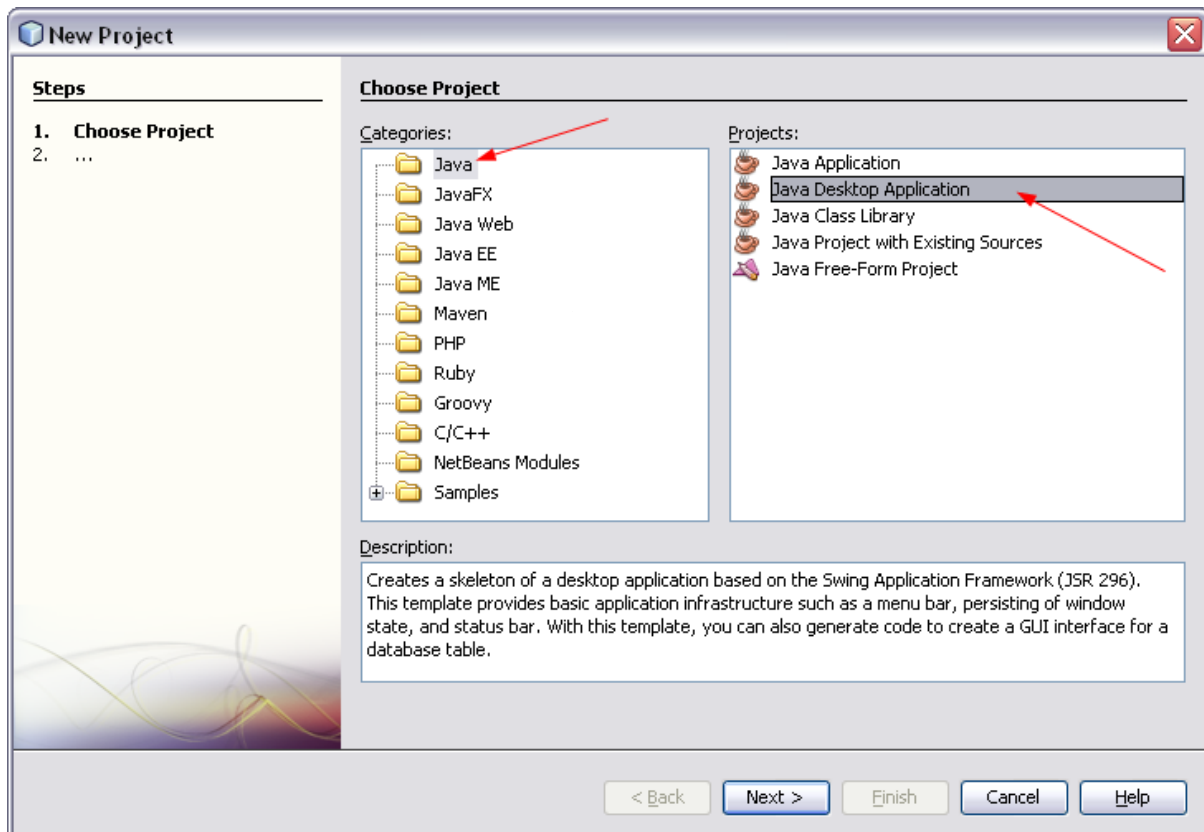 New Project
Steps
1. Choose Project
2. ...
Choose Project
Categories:
Java
JavaFX
Java Web
Java EE
Java ME
Maven
PHP
Ruby
Groovy
C/C++
NetBeans Modules
Samples
Projects:
Java Application
Java Desktop Application
Java Class Library
Java Project with Existing Sources
Java Free-Form Project
Description:
Creates a skeleton of a desktop application based on the Swing Application Framework (JSR 296).
This template provides basic application infrastructure such as a menu bar, persisting of window
state, and status bar. With this template, you can also generate code to create a GUI interface for a
database table.
< Back
Next >
Finish
Cancel
Help